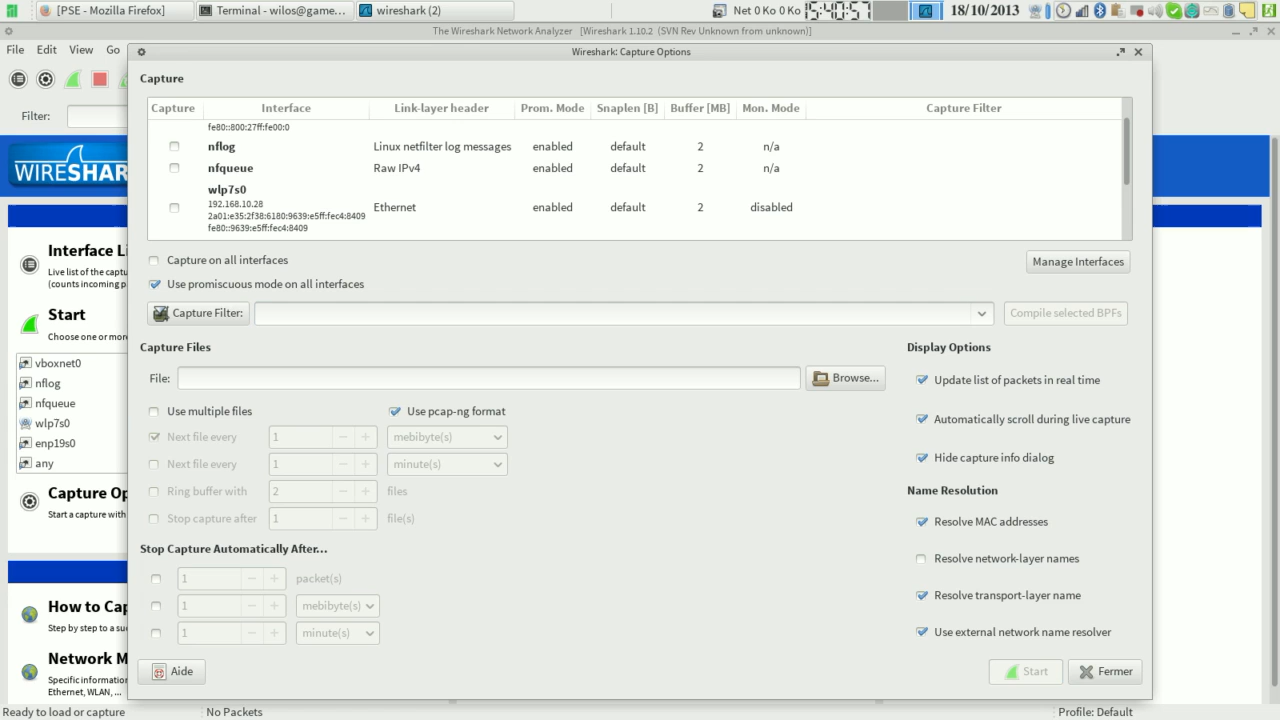 [PSE - Mozilla Firefox]
Terminal - wilos@game...
wireshark (2)
Net 0 Ko 0 Ko
15:40:57
18/10/2013
The Wireshark Network Analyzer [Wireshark 1.10.2 (SVN Rev Unknown from unknown)]
File Edit View Go
Wireshark: Capture Options
Filter:
WIRESHAR
Interface Li
Live list of the captu
(counts incoming p
Start
Choose one or more
vboxnet0
nflog
nfqueue
wlp7s0
enp19s0
any
Capture Op
Start a capture with
How to Cap
Step by step to a su
Network M
Specific information
Ethernet, WLAN, ...
Capture
Capture Interface Link-layer header Prom. Mode Snaplen [B] Buffer [MB] Mon. Mode Capture Filter
fe80::800:27ff:fe00:0
nflog Linux netfilter log messages enabled default 2 n/a
nfqueue Raw IPv4 enabled default 2 n/a
wlp7s0
192.168.10.28
2a01:e35:2f38:6180:9639:e5ff:fec4:8409
fe80::9639:e5ff:fec4:8409
Ethernet enabled default 2 disabled
Capture on all interfaces
Manage Interfaces
Use promiscuous mode on all interfaces
Capture Filter:
Compile selected BPFs
Capture Files
File:
Browse...
Use multiple files
Use pcap-ng format
Next file every 1 mebibyte(s)
Next file every 1 minute(s)
Ring buffer with 2 files
Stop capture after 1 file(s)
Stop Capture Automatically After...
1 packet(s)
1 mebibyte(s)
1 minute(s)
Display Options
Update list of packets in real time
Automatically scroll during live capture
Hide capture info dialog
Name Resolution
Resolve MAC addresses
Resolve network-layer names
Resolve transport-layer name
Use external network name resolver
Aide
Start
Fermer
Ready to load or capture
No Packets
Profile: Default